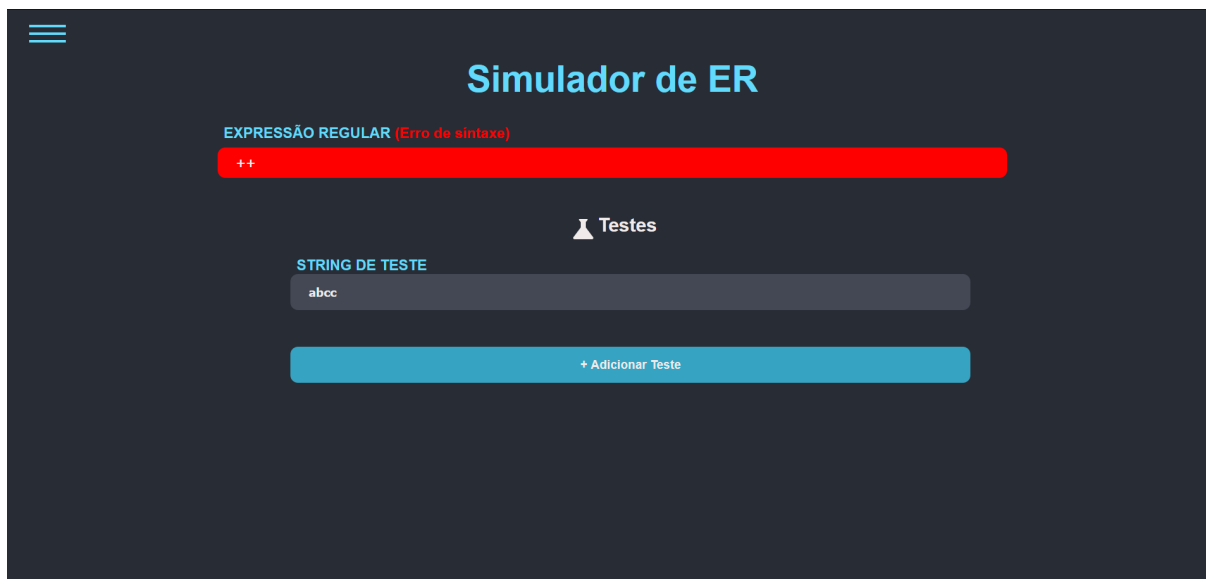 Simulador de ER
EXPRESSÃO REGULAR (Erro de sintaxe)
++
Testes
STRING DE TESTE
abcc
+ Adicionar Teste